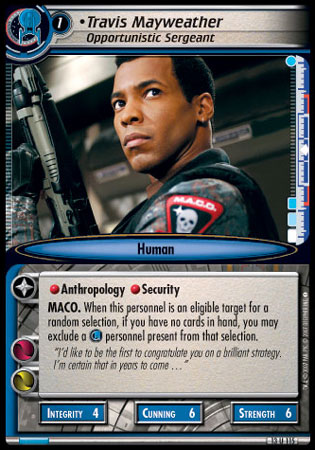 1
•Travis Mayweather
Opportunistic Sergeant
M.A.C.O.
Human
Anthropology Security
MACO. When this personnel is an eligible target for a
random selection, if you have no cards in hand, you may
exclude a personnel present from that selection.
"I'd like to be the first to congratulate you on a brilliant strategy.
I'm certain that in years to come …"
INTEGRITY 4 CUNNING 6 STRENGTH 6